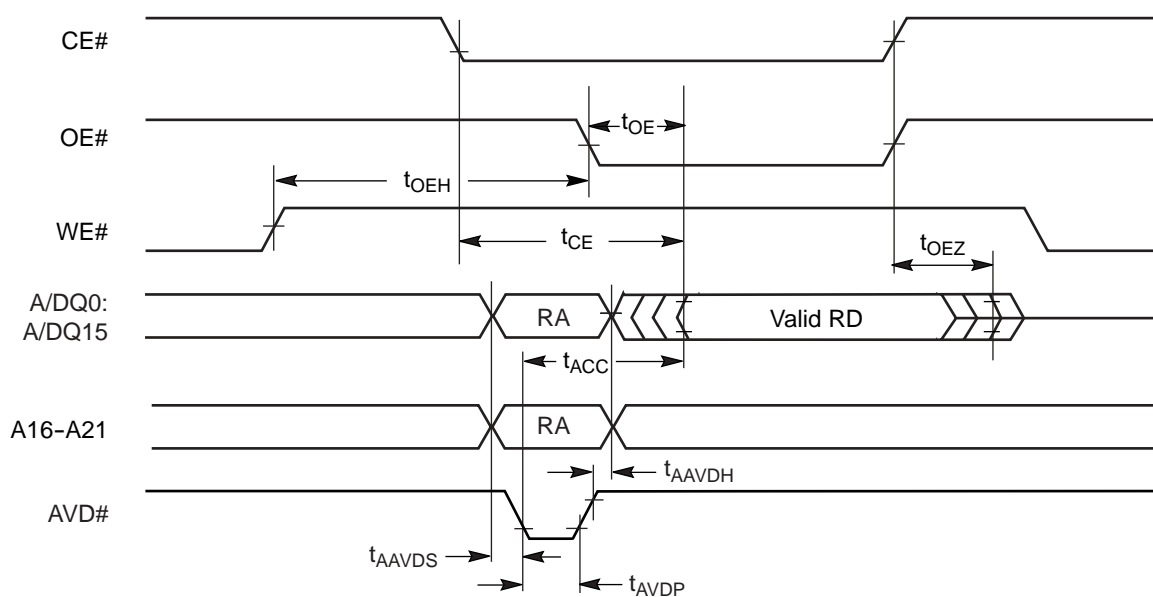 CE#
OE#
tOE
tOEH
WE#
tCE
tOEZ
A/DQ0:
A/DQ15
RA
Valid RD
tACC
A16-A21
RA
tAAVDH
AVD#
tAAVDS
tAVDP